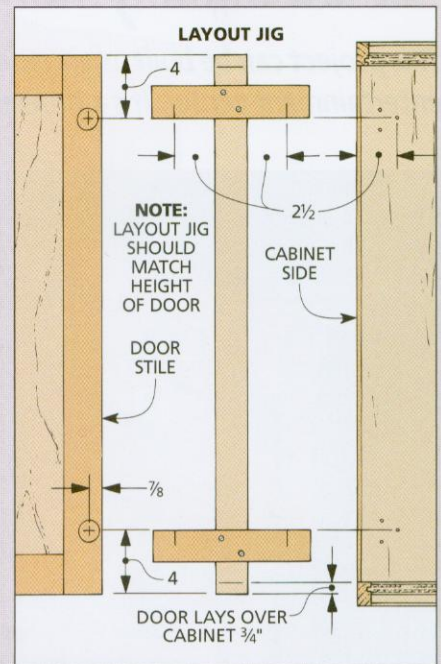 LAYOUT JIG
4
2½
NOTE:
LAYOUT JIG
SHOULD
MATCH
HEIGHT
OF DOOR
CABINET
SIDE
DOOR
STILE
⅞
4
DOOR LAYS OVER
CABINET ¾"